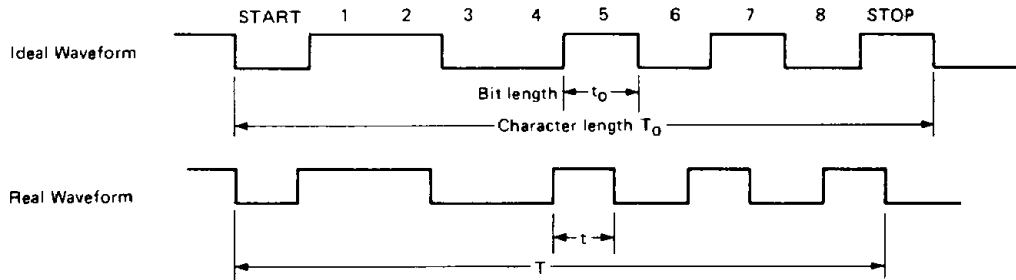 START 1 2 3 4 5 6 7 8 STOP
Ideal Waveform
Bit length t₀
Character length T₀
Real Waveform
t
T